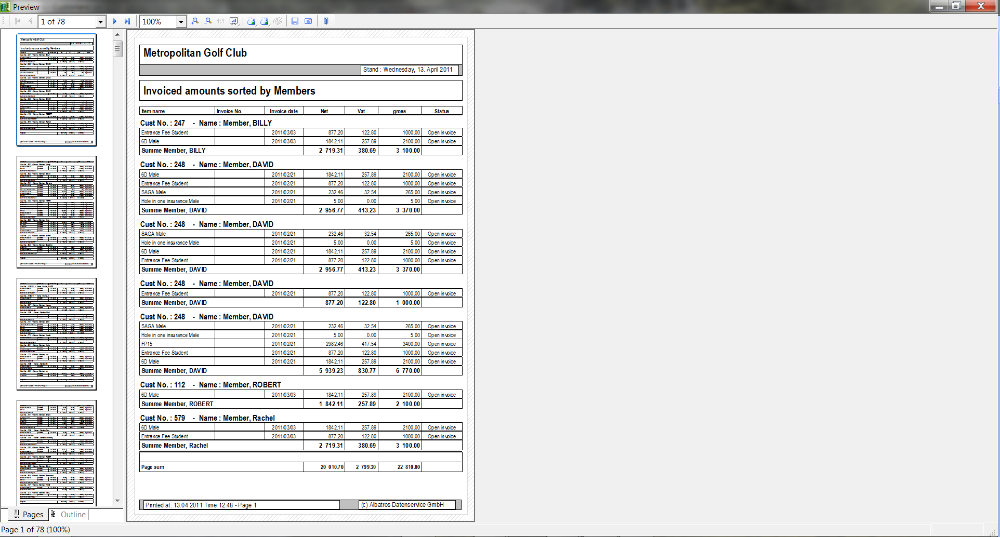 Preview
1 of 78 100% 1:1
Metropolitan Golf Club
Stand : Wednesday, 13. April 2011
Invoiced amounts sorted by Members
Item name Invoice No. Invoice date Net Vat gross Status
Cust No. : 247 - Name : Member, BILLY
Entrance Fee Student 2011/03/03 877.20 122.80 1000.00 Open invoice
6D Male 2011/03/03 1842.11 257.89 2100.00 Open invoice
Summe Member, BILLY 2 719.31 380.69 3 100.00
Cust No. : 248 - Name : Member, DAVID
6D Male 2011/02/21 1842.11 257.89 2100.00 Open invoice
Entrance Fee Student 2011/02/21 877.20 122.80 1000.00 Open invoice
SAGA Male 2011/02/21 232.46 32.54 265.00 Open invoice
Hole in one insurance Male 2011/02/21 5.00 0.00 5.00 Open invoice
Summe Member, DAVID 2 956.77 413.23 3 370.00
Cust No. : 248 - Name : Member, DAVID
SAGA Male 2011/02/21 232.46 32.54 265.00 Open invoice
Hole in one insurance Male 2011/02/21 5.00 0.00 5.00 Open invoice
6D Male 2011/02/21 1842.11 257.89 2100.00 Open invoice
Entrance Fee Student 2011/02/21 877.20 122.80 1000.00 Open invoice
Summe Member, DAVID 2 956.77 413.23 3 370.00
Cust No. : 248 - Name : Member, DAVID
Entrance Fee Student 2011/02/21 877.20 122.80 1000.00 Open invoice
Summe Member, DAVID 877.20 122.80 1 000.00
Cust No. : 248 - Name : Member, DAVID
SAGA Male 2011/02/21 232.46 32.54 265.00 Open invoice
Hole in one insurance Male 2011/02/21 5.00 0.00 5.00 Open invoice
FP15 2011/02/21 2982.46 417.54 3400.00 Open invoice
Entrance Fee Student 2011/02/21 877.20 122.80 1000.00 Open invoice
6D Male 2011/02/21 1842.11 257.89 2100.00 Open invoice
Summe Member, DAVID 5 939.23 830.77 6 770.00
Cust No. : 112 - Name : Member, ROBERT
6D Male 2011/03/03 1842.11 257.89 2100.00 Open invoice
Summe Member, ROBERT 1 842.11 257.89 2 100.00
Cust No. : 579 - Name : Member, Rachel
6D Male 2011/03/03 1842.11 257.89 2100.00 Open invoice
Entrance Fee Student 2011/03/03 877.20 122.80 1000.00 Open invoice
Summe Member, Rachel 2 719.31 380.69 3 100.00
Page sum 20 010.70 2 799.30 22 810.00
Printed at: 13.04.2011 Time 12:48 - Page 1 (c) Albatros Datenservice GmbH
Pages Outline
Page 1 of 78 (100%)